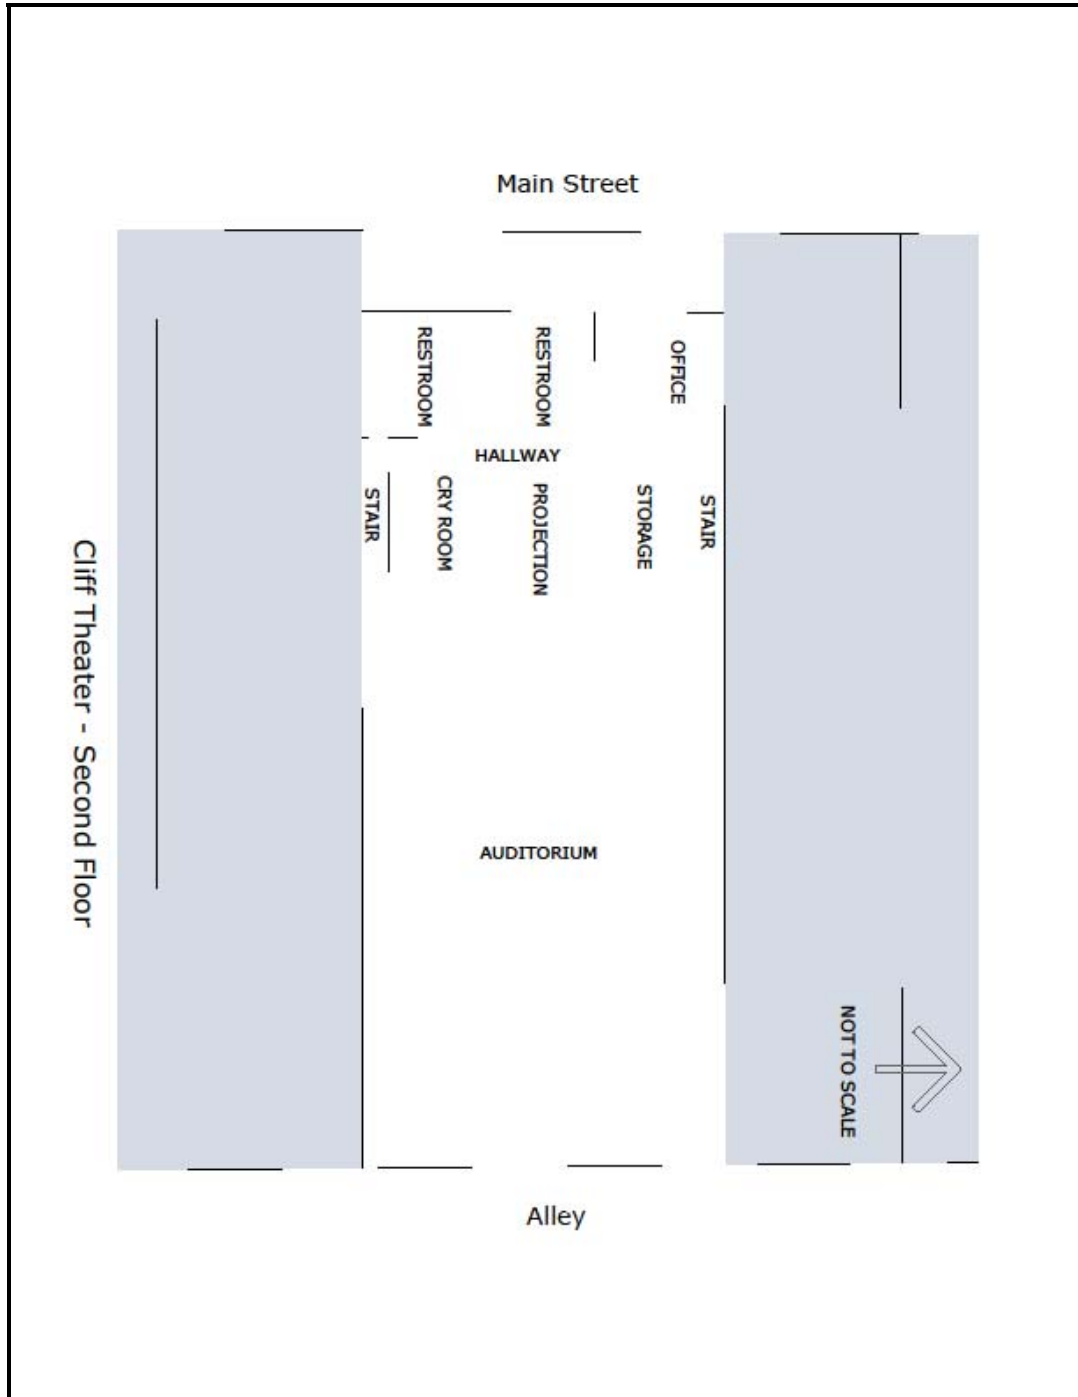 Main Street
RESTROOM
RESTROOM
OFFICE
HALLWAY
STAIR
CRY ROOM
PROJECTION
STORAGE
STAIR
Cliff Theater - Second Floor
AUDITORIUM
NOT TO SCALE
Alley